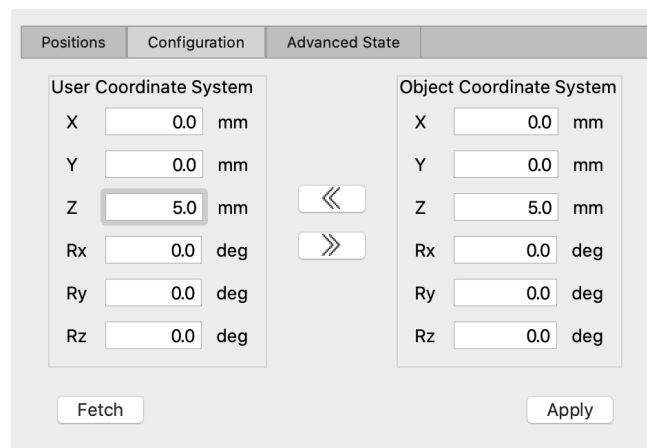 Positions Configuration Advanced State
User Coordinate System Object Coordinate System
X 0.0 mm X 0.0 mm
Y 0.0 mm Y 0.0 mm
Z 5.0 mm Z 5.0 mm
Rx 0.0 deg Rx 0.0 deg
Ry 0.0 deg Ry 0.0 deg
Rz 0.0 deg Rz 0.0 deg
Fetch Apply